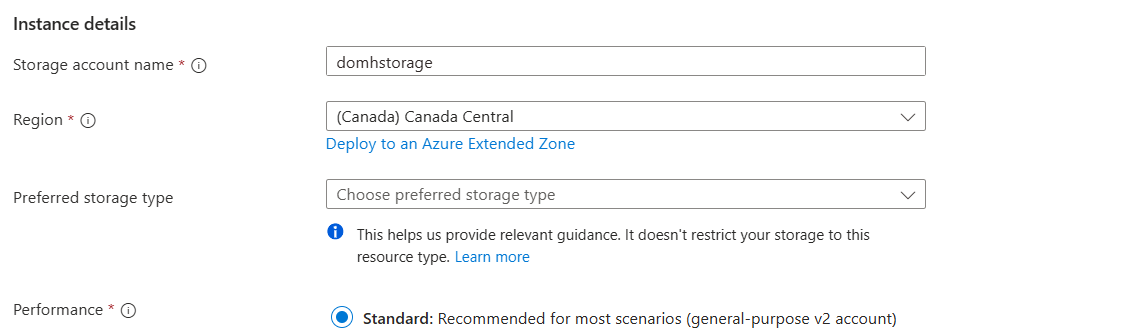 Instance details
Storage account name *
domhstorage
Region *
(Canada) Canada Central
Deploy to an Azure Extended Zone
Preferred storage type
Choose preferred storage type
This helps us provide relevant guidance. It doesn't restrict your storage to this
resource type. Learn more
Performance *
Standard: Recommended for most scenarios (general-purpose v2 account)